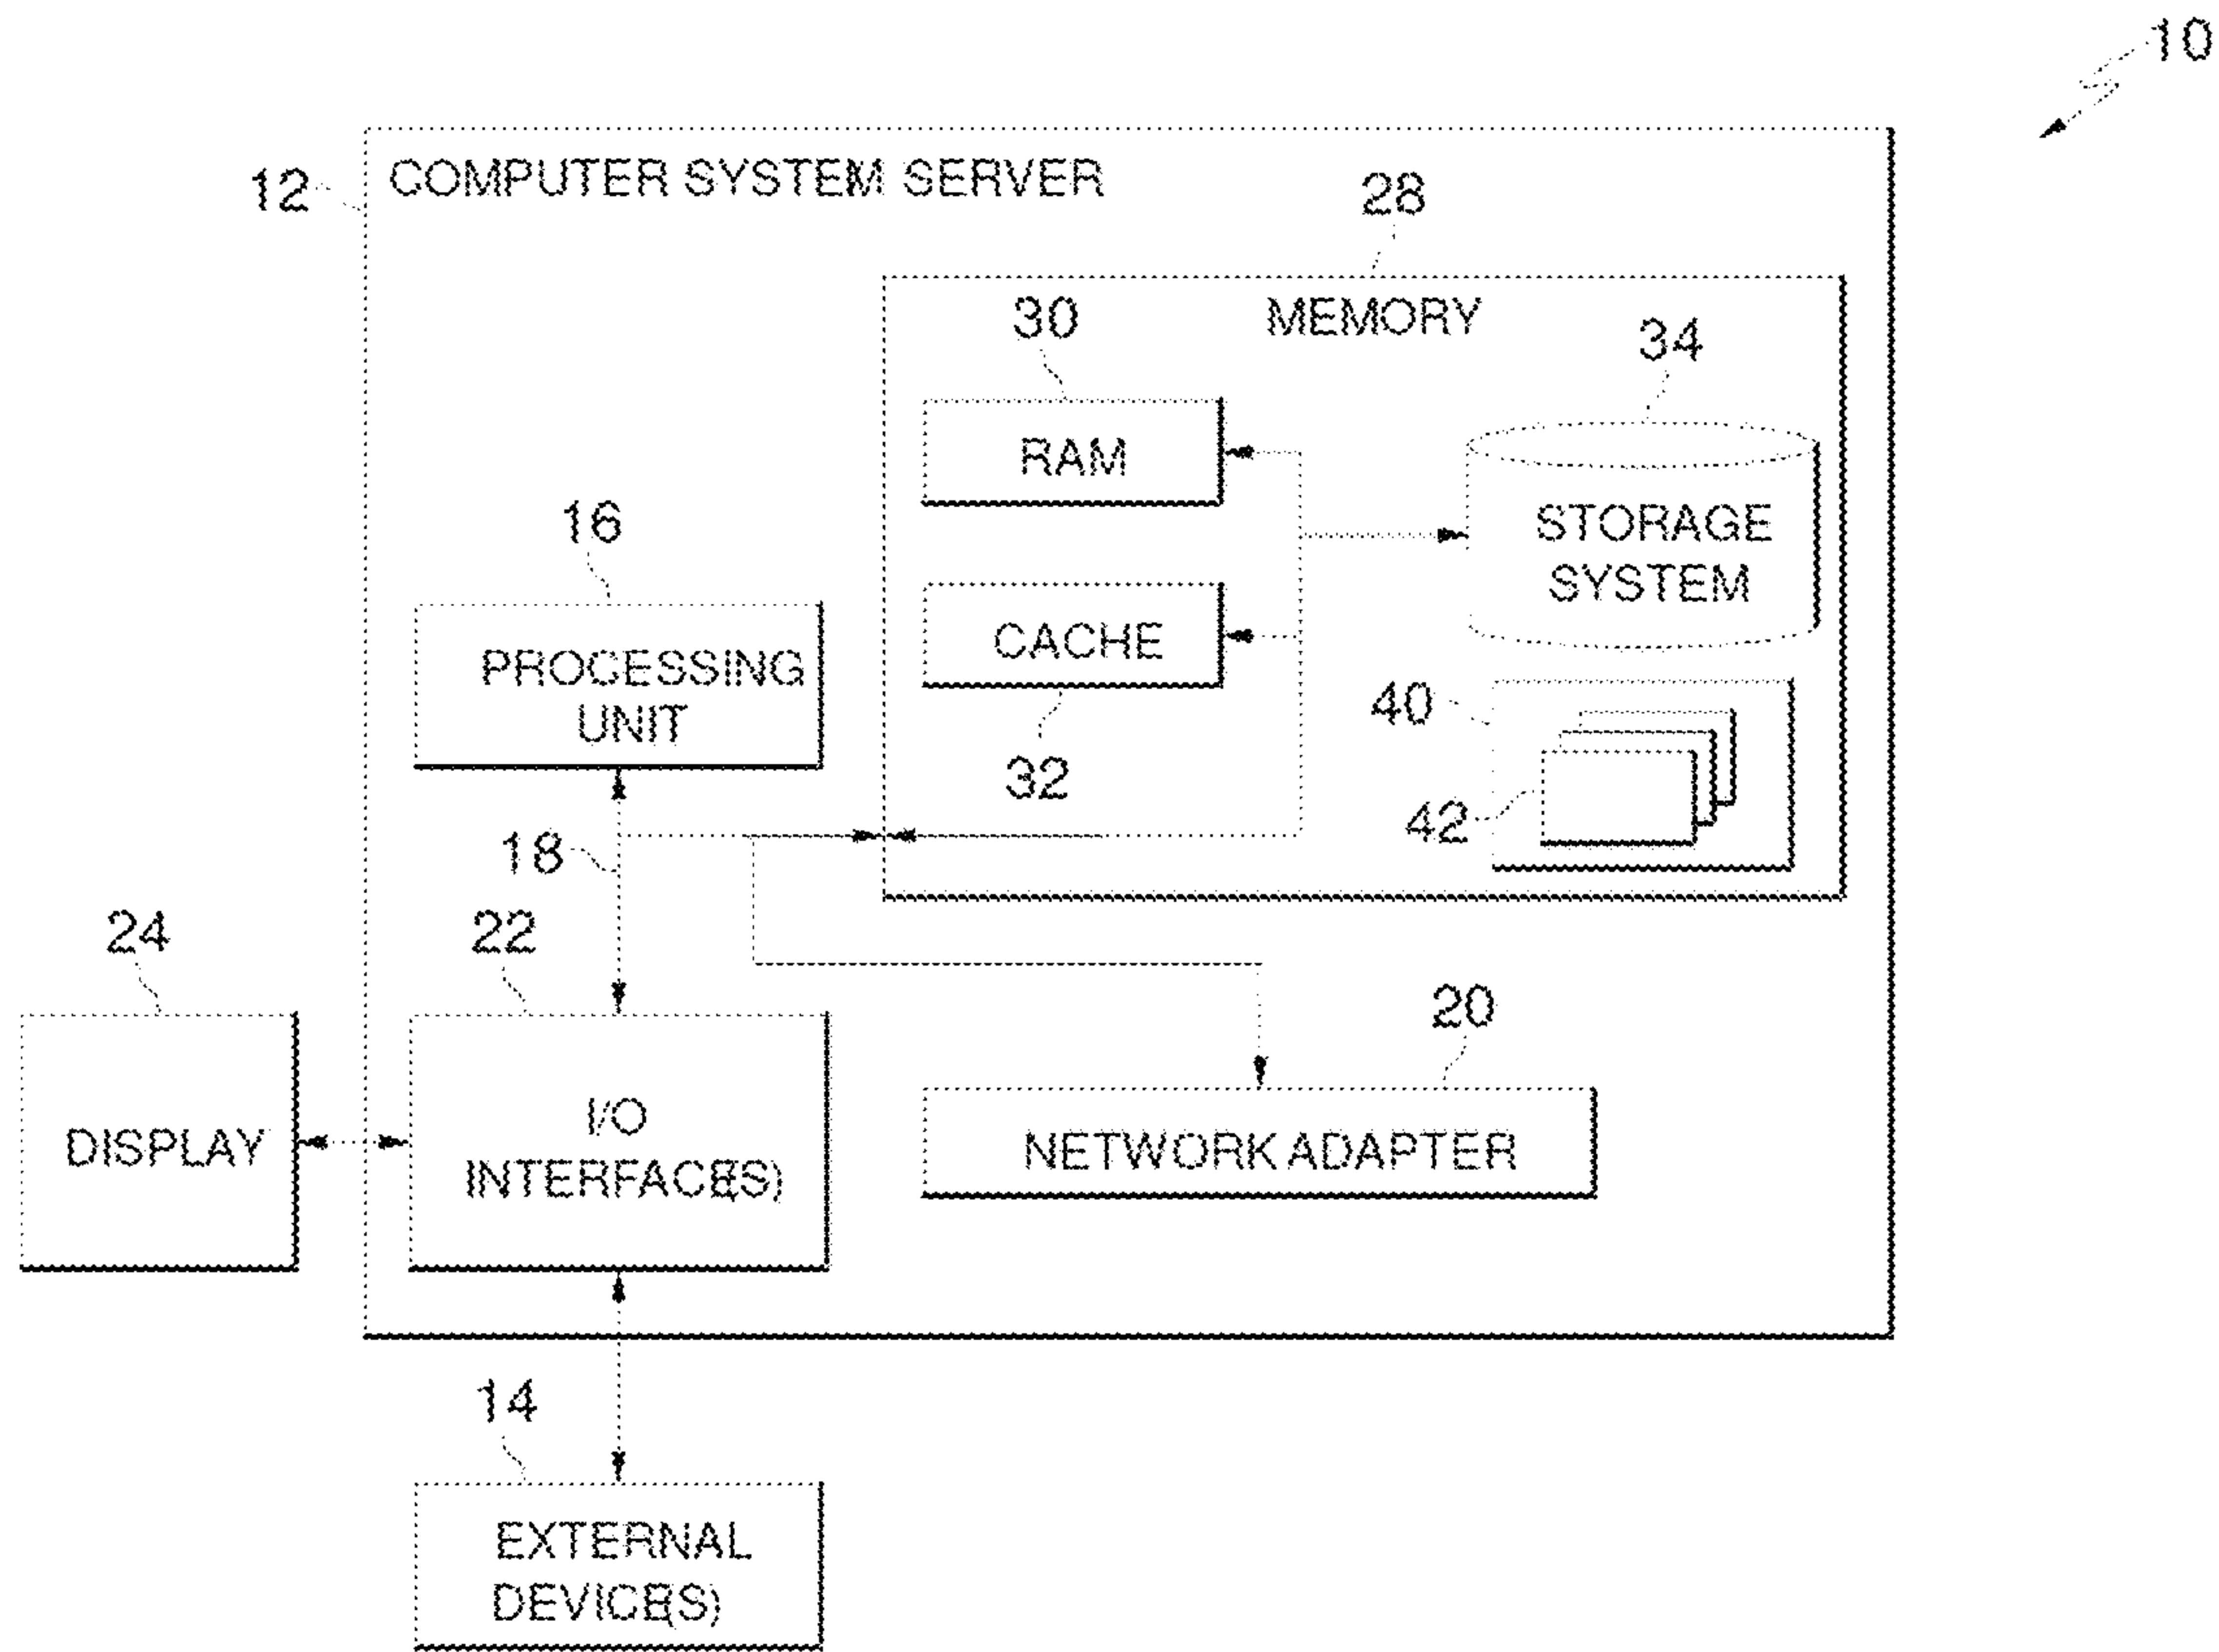 10
12
COMPUTER SYSTEM SERVER
28
MEMORY
30
34
RAM
STORAGE
SYSTEM
16
PROCESSING
UNIT
CACHE
32
40
42
18
24
22
20
DISPLAY
I/O
INTERFACE(S)
NETWORK ADAPTER
14
EXTERNAL
DEVICE(S)